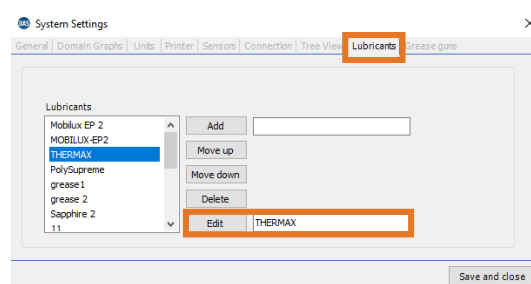 UAS System Settings
General Domain Graphs Units Printer Sensors Connection Tree View Lubricants Grease guns
Lubricants
Mobilux EP 2
MOBILUX-EP2
THERMAX
PolySupreme
grease1
grease 2
Sapphire 2
11
Add
Move up
Move down
Delete
Edit THERMAX
Save and close